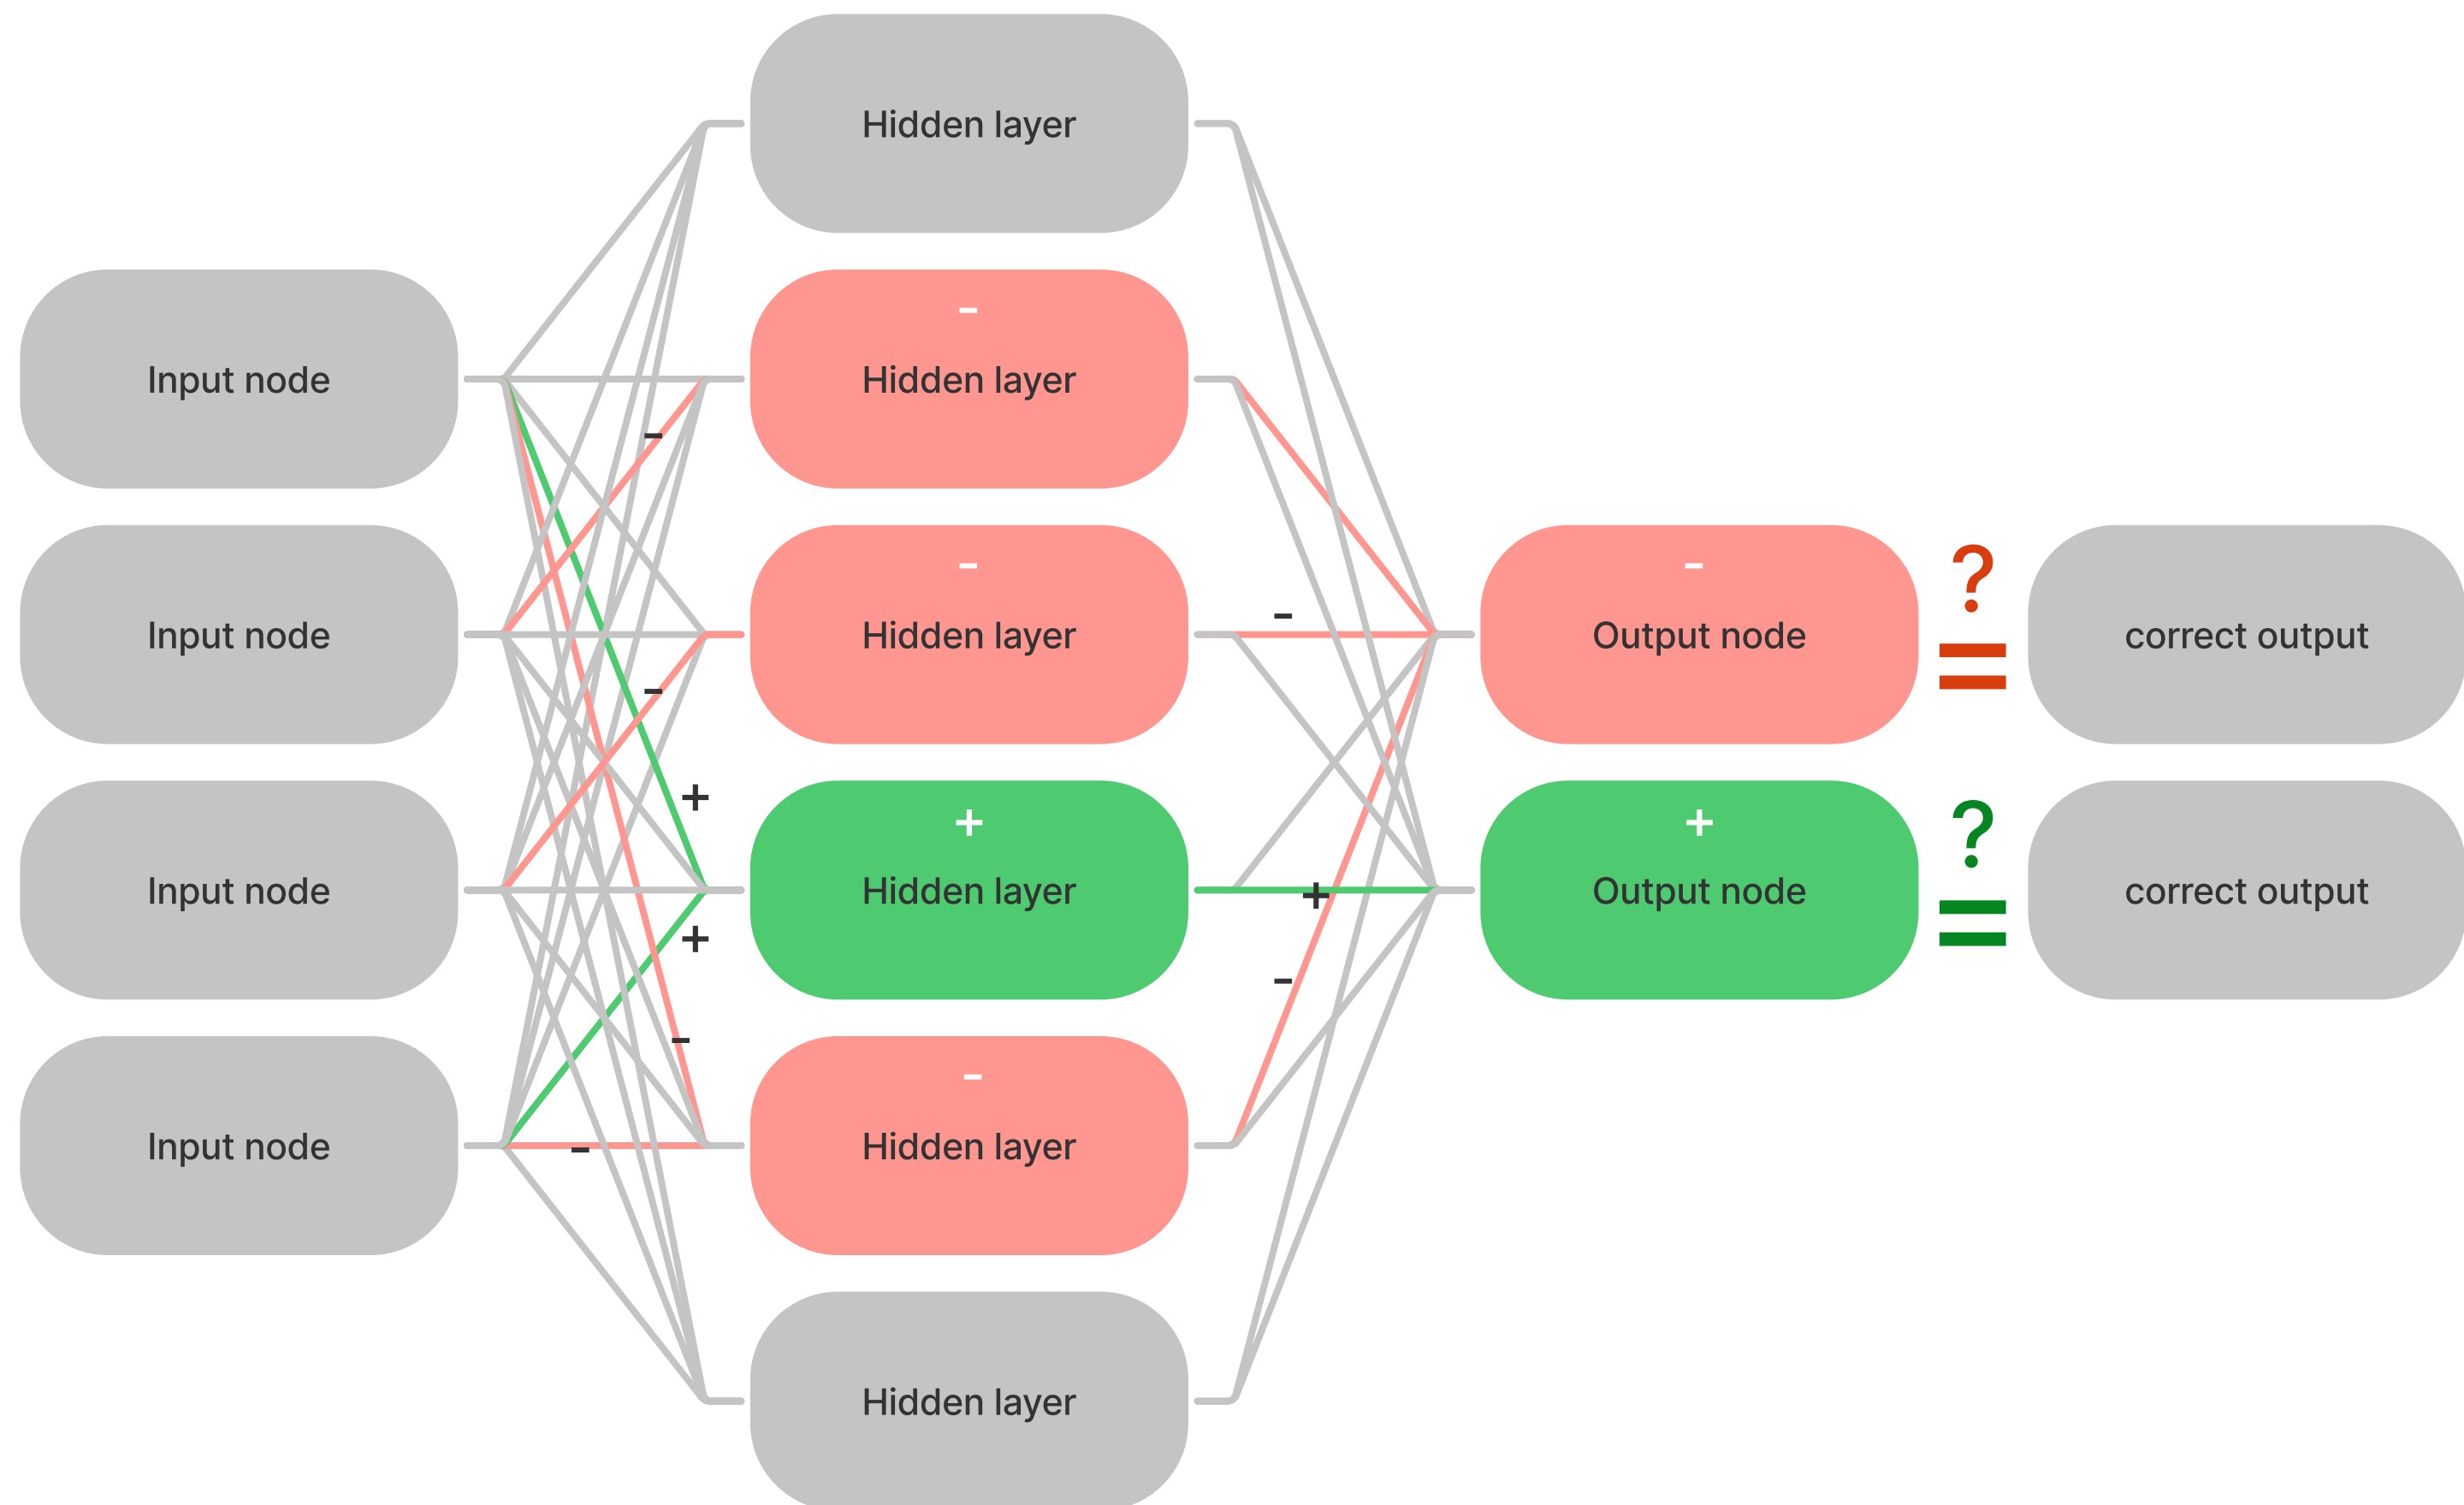 Hidden layer
-
Input node
Hidden layer
-
-
Input node
Hidden layer
-
Output node
?
=
correct output
-
-
+
+
Input node
Hidden layer
+
+
Output node
?
=
correct output
+
-
-
-
Input node
-
Hidden layer
Hidden layer